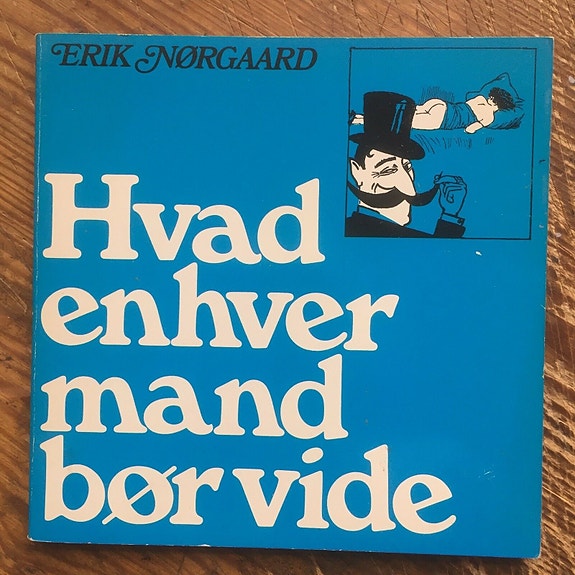 ERIK NØRGAARD
Hvad
enhver
mand
bør vide